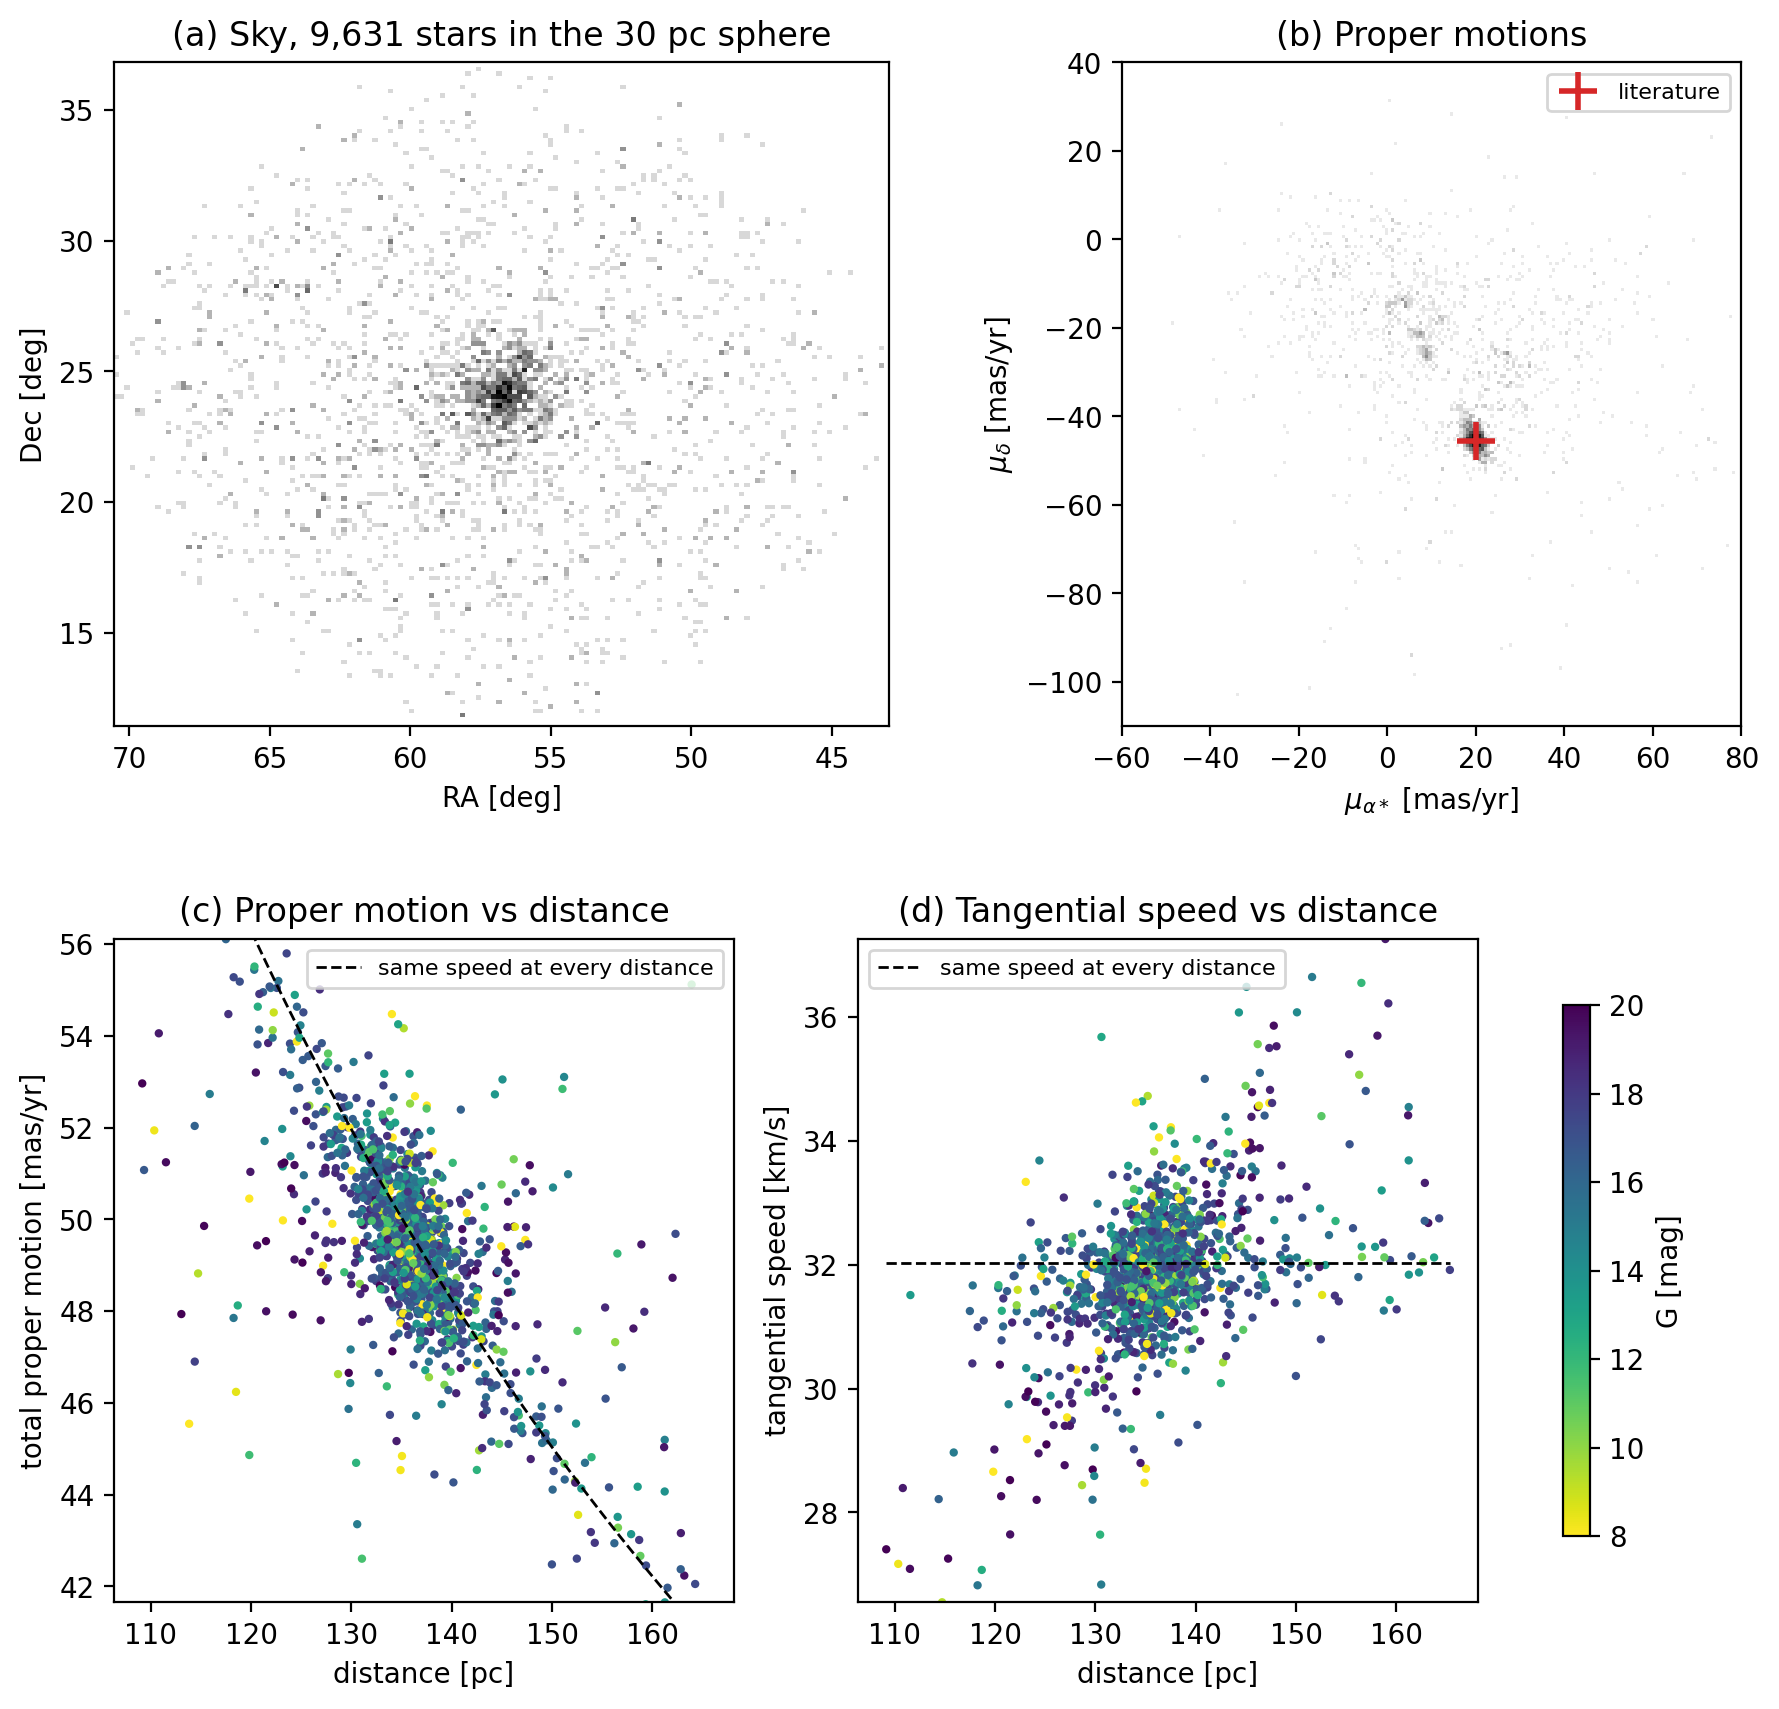 (a) Sky, 9,631 stars in the 30 pc sphere
35
30
25
20
15
Dec [deg]
70 65 60 55 50 45
RA [deg]
(b) Proper motions
literature
40
20
0
−20
−40
−60
−80
−100
μδ [mas/yr]
−60 −40 −20 0 20 40 60 80
μα* [mas/yr]
(c) Proper motion vs distance
same speed at every distance
56
54
52
50
48
46
44
42
total proper motion [mas/yr]
110 120 130 140 150 160
distance [pc]
(d) Tangential speed vs distance
same speed at every distance
36
34
32
30
28
tangential speed [km/s]
110 120 130 140 150 160
distance [pc]
20
18
16
14
12
10
8
G [mag]